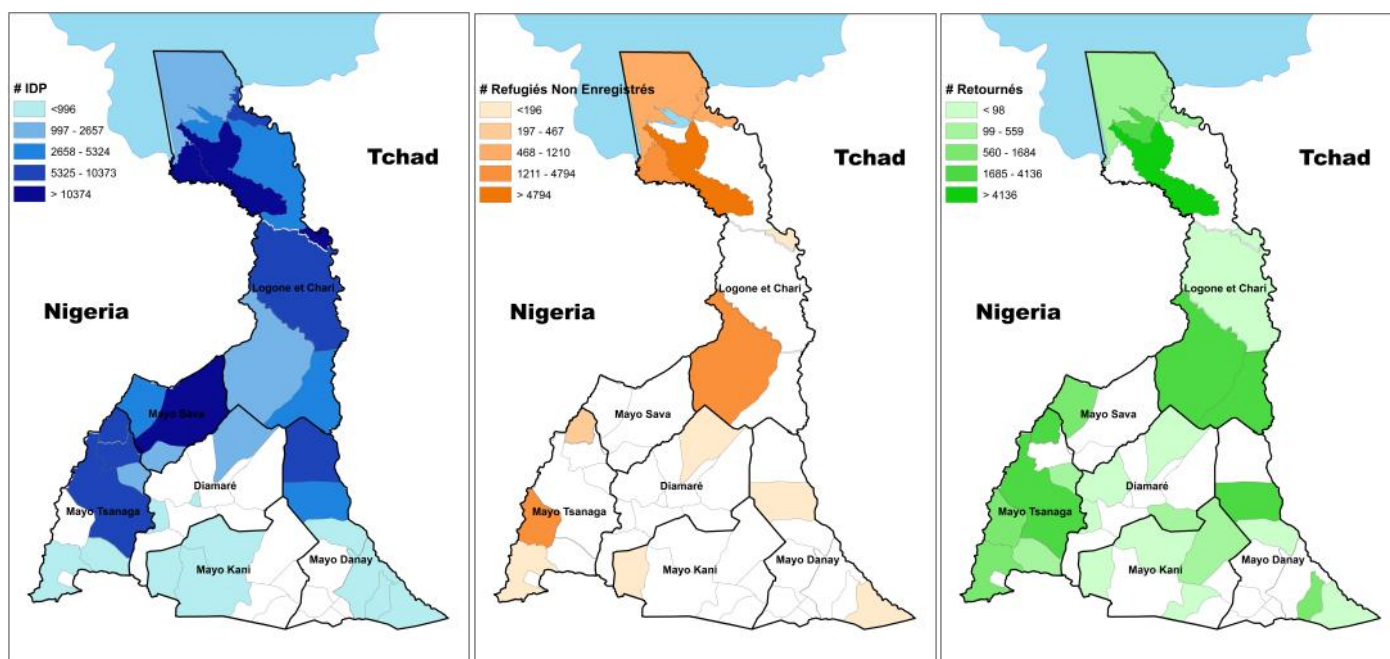 # IDP
<996
997 - 2657
2658 - 5324
5325 - 10373
> 10374
Tchad
Nigeria
Logone et Chari
Mayo Sava
Diamaré
Mayo Tsanaga
Mayo Kani
Mayo Danay
# Refugiés Non Enregistrés
<196
197 - 467
468 - 1210
1211 - 4794
> 4794
Tchad
Nigeria
Logone et Chari
Mayo Sava
Diamaré
Mayo Tsanaga
Mayo Kani
Mayo Danay
# Retournés
< 98
99 - 559
560 - 1684
1685 - 4136
> 4136
Tchad
Nigeria
Logone et Chari
Mayo Sava
Diamaré
Mayo Tsanaga
Mayo Kani
Mayo Danay